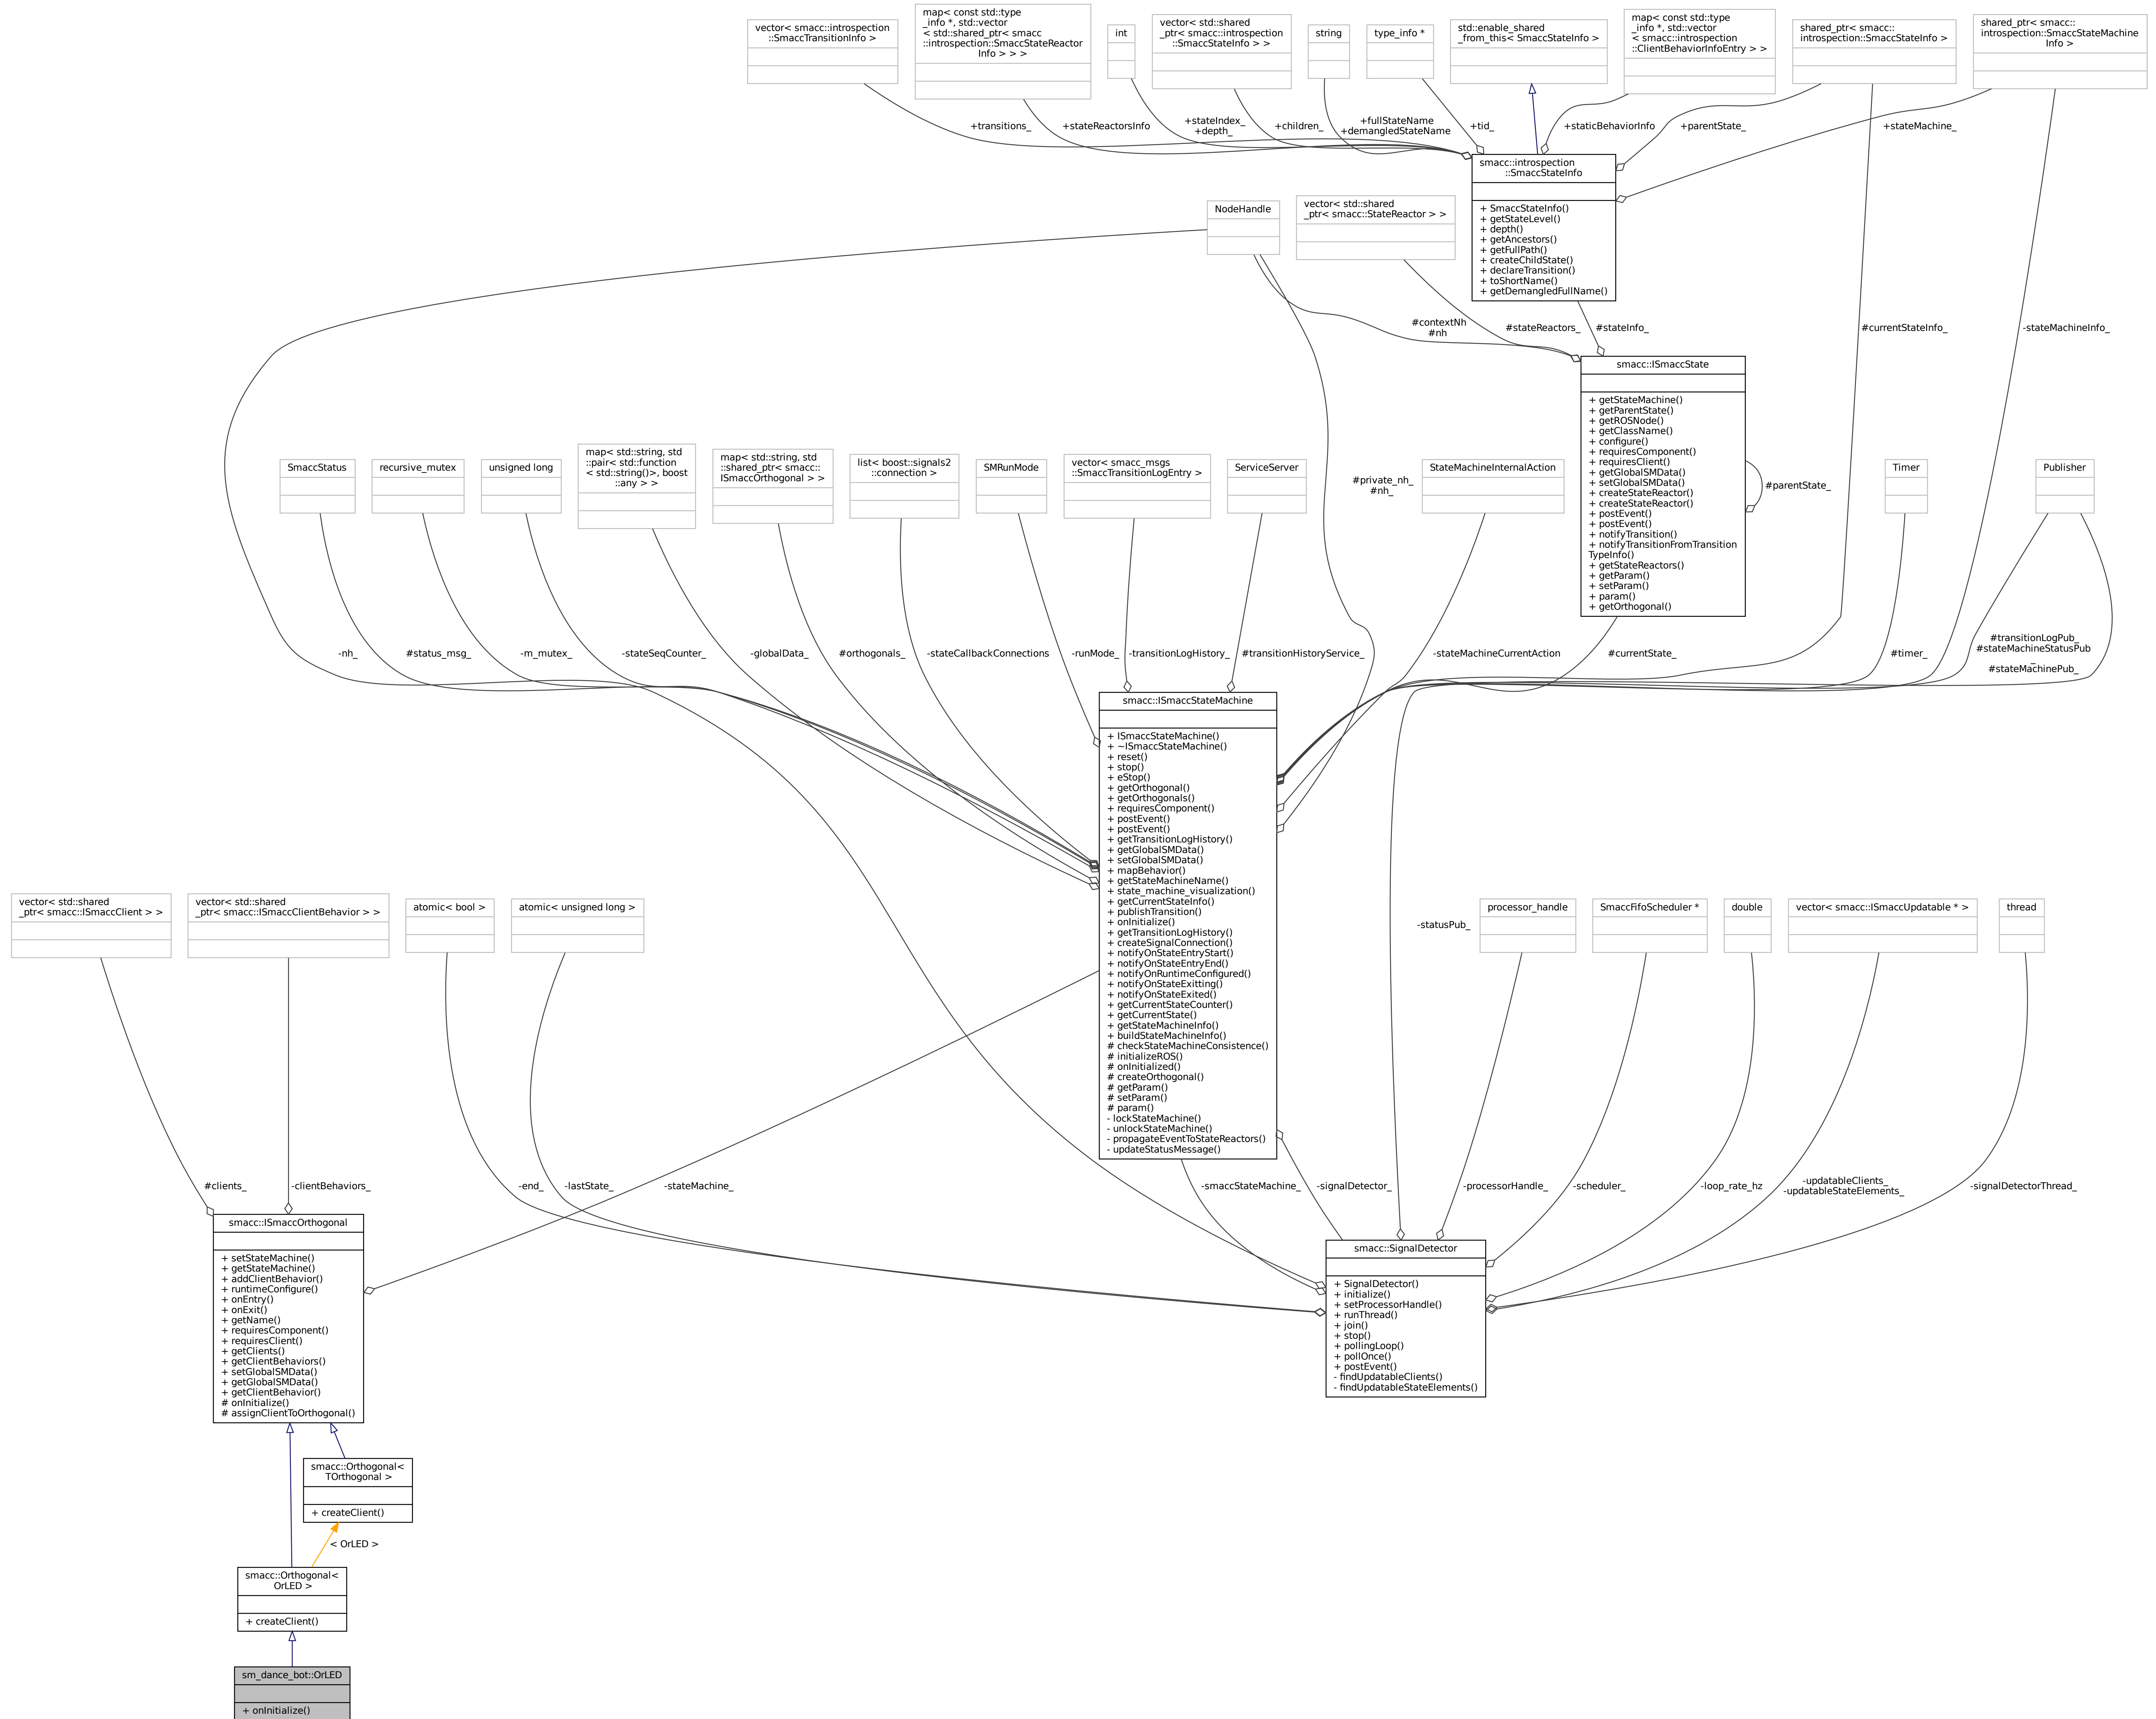 vector< smacc::introspection
::SmaccTransitionInfo >
map< const std::type
_info *, std::vector
< std::shared_ptr< smacc
::introspection::SmaccStateReactor
Info > > >
int
vector< std::shared
_ptr< smacc::introspection
::SmaccStateInfo > >
string
type_info *
std::enable_shared
_from_this< SmaccStateInfo >
map< const std::type
_info *, std::vector
< smacc::introspection
::ClientBehaviorInfoEntry > >
shared_ptr< smacc::
introspection::SmaccStateInfo >
shared_ptr< smacc::
introspection::SmaccStateMachine
Info >
+transitions_
+stateReactorsInfo
+stateIndex_
+depth_
+children_
+fullStateName
+demangledStateName
+tid_
+staticBehaviorInfo
+parentState_
+stateMachine_
smacc::introspection
::SmaccStateInfo
+ SmaccStateInfo()
+ getStateLevel()
+ depth()
+ getAncestors()
+ getFullPath()
+ createChildState()
+ declareTransition()
+ toShortName()
+ getDemangledFullName()
NodeHandle
vector< std::shared
_ptr< smacc::StateReactor > >
#contextNh
#nh
#stateReactors_
#stateInfo_
#currentStateInfo_
-stateMachineInfo_
smacc::ISmaccState
+ getStateMachine()
+ getParentState()
+ getROSNode()
+ getClassName()
+ configure()
+ requiresComponent()
+ requiresClient()
+ getGlobalSMData()
+ setGlobalSMData()
+ createStateReactor()
+ createStateReactor()
+ postEvent()
+ postEvent()
+ notifyTransition()
+ notifyTransitionFromTransition
TypeInfo()
+ getStateReactors()
+ getParam()
+ setParam()
+ param()
+ getOrthogonal()
#parentState_
SmaccStatus
recursive_mutex
unsigned long
map< std::string, std
::pair< std::function
< std::string()>, boost
::any > >
map< std::string, std
::shared_ptr< smacc::
ISmaccOrthogonal > >
list< boost::signals2
::connection >
SMRunMode
vector< smacc_msgs
::SmaccTransitionLogEntry >
ServiceServer
#private_nh_
#nh_
StateMachineInternalAction
Timer
Publisher
-nh_
#status_msg_
-m_mutex_
-stateSeqCounter_
-globalData_
#orthogonals_
-stateCallbackConnections
-runMode_
-transitionLogHistory_
#transitionHistoryService_
-stateMachineCurrentAction
#currentState_
#timer_
#transitionLogPub_
#stateMachineStatusPub
_
#stateMachinePub_
smacc::ISmaccStateMachine
+ ISmaccStateMachine()
+ ~ISmaccStateMachine()
+ reset()
+ stop()
+ eStop()
+ getOrthogonal()
+ getOrthogonals()
+ requiresComponent()
+ postEvent()
+ postEvent()
+ getTransitionLogHistory()
+ getGlobalSMData()
+ setGlobalSMData()
+ mapBehavior()
+ getStateMachineName()
+ state_machine_visualization()
+ getCurrentStateInfo()
+ publishTransition()
+ onInitialize()
+ getTransitionLogHistory()
+ createSignalConnection()
+ notifyOnStateEntryStart()
+ notifyOnStateEntryEnd()
+ notifyOnRuntimeConfigured()
+ notifyOnStateExitting()
+ notifyOnStateExited()
+ getCurrentStateCounter()
+ getCurrentState()
+ getStateMachineInfo()
+ buildStateMachineInfo()
# checkStateMachineConsistence()
# initializeROS()
# onInitialized()
# createOrthogonal()
# getParam()
# setParam()
# param()
- lockStateMachine()
- unlockStateMachine()
- propagateEventToStateReactors()
- updateStatusMessage()
vector< std::shared
_ptr< smacc::ISmaccClient > >
vector< std::shared
_ptr< smacc::ISmaccClientBehavior > >
atomic< bool >
atomic< unsigned long >
-statusPub_
processor_handle
SmaccFifoScheduler *
double
vector< smacc::ISmaccUpdatable * >
thread
#clients_
-clientBehaviors_
-end_
-lastState_
-stateMachine_
-smaccStateMachine_
-signalDetector_
-processorHandle_
-scheduler_
-loop_rate_hz
-updatableClients_
-updatableStateElements_
-signalDetectorThread_
smacc::ISmaccOrthogonal
+ setStateMachine()
+ getStateMachine()
+ addClientBehavior()
+ runtimeConfigure()
+ onEntry()
+ onExit()
+ getName()
+ requiresComponent()
+ requiresClient()
+ getClients()
+ getClientBehaviors()
+ setGlobalSMData()
+ getGlobalSMData()
+ getClientBehavior()
# onInitialize()
# assignClientToOrthogonal()
smacc::SignalDetector
+ SignalDetector()
+ initialize()
+ setProcessorHandle()
+ runThread()
+ join()
+ stop()
+ pollingLoop()
+ pollOnce()
+ postEvent()
- findUpdatableClients()
- findUpdatableStateElements()
smacc::Orthogonal<
TOrthogonal >
+ createClient()
< OrLED >
smacc::Orthogonal<
OrLED >
+ createClient()
sm_dance_bot::OrLED
+ onInitialize()